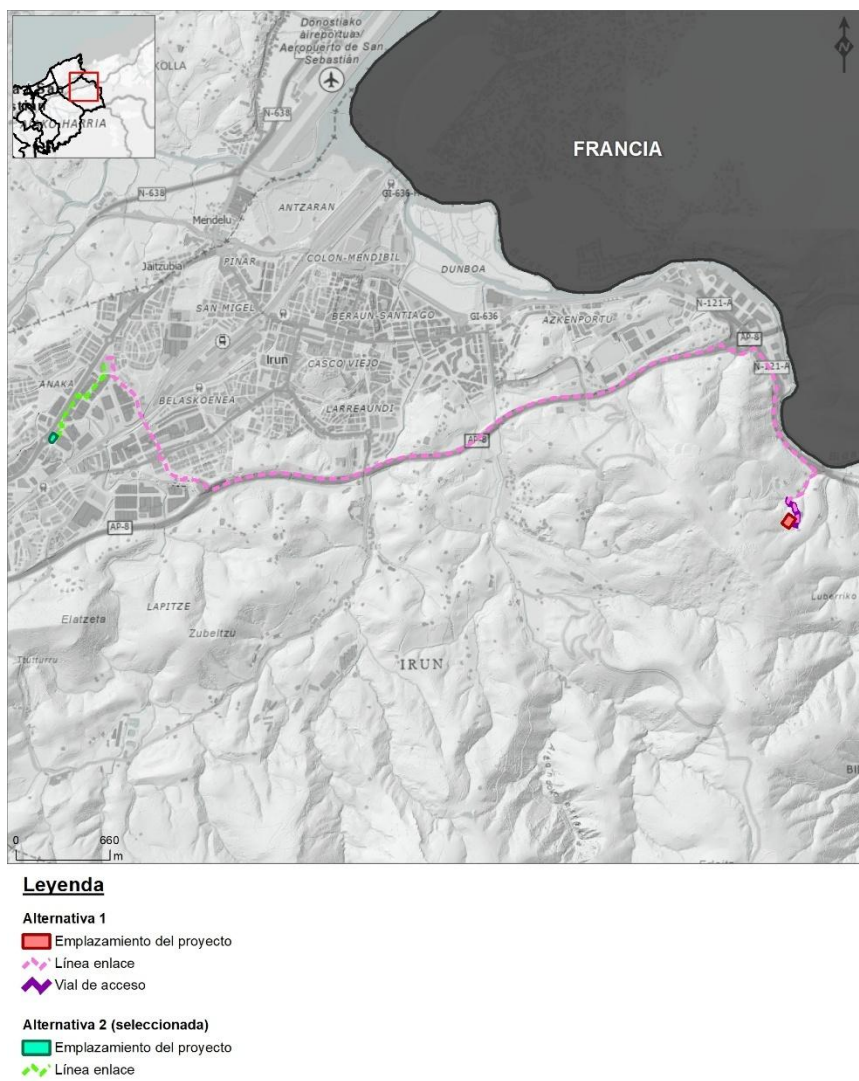 Donostiako
aireportua/
Aeropuerto de San
Sebastián
KOLLA
N-638
HARRIA
N
FRANCIA
N-638
ANTZARAN
Mendelu
Jaitzubia
PINAR
COLON-MENDIBIL
DUNBOA
SAN MIGEL
BERAUN-SANTIAGO
GI-636
AZKENPORTU
N-121-A
AP-8
N-121-A
Irun
CASCO VIEJO
ANAKA
BELASKOENEA
LARREAUNDI
AP-8
AP-8
Elatzeta
LAPITZE
Zubeltzu
IRUN
Luberriko
0
660
m
Leyenda
Alternativa 1
Emplazamiento del proyecto
Línea enlace
Vial de acceso
Alternativa 2 (seleccionada)
Emplazamiento del proyecto
Línea enlace